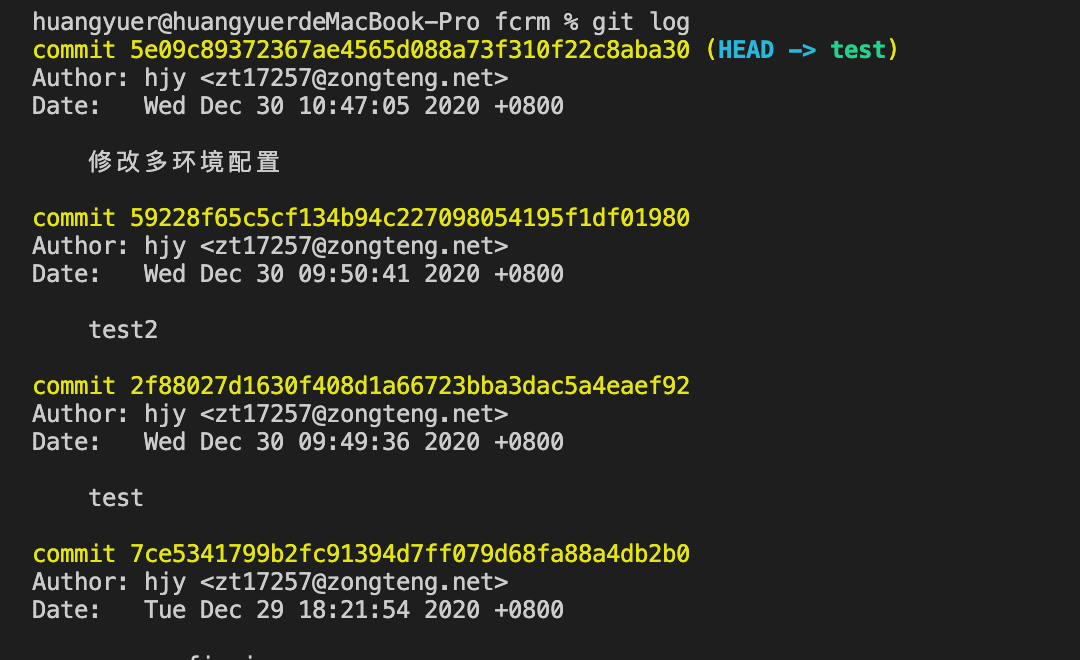 huangyuer@huangyuerdeMacBook-Pro fcrm % git log
commit 5e09c89372367ae4565d088a73f310f22c8aba30 (HEAD -> test)
Author: hjy <zt17257@zongteng.net>
Date:   Wed Dec 30 10:47:05 2020 +0800
修改多环境配置
commit 59228f65c5cf134b94c227098054195f1df01980
Author: hjy <zt17257@zongteng.net>
Date:   Wed Dec 30 09:50:41 2020 +0800
test2
commit 2f88027d1630f408d1a66723bba3dac5a4eaef92
Author: hjy <zt17257@zongteng.net>
Date:   Wed Dec 30 09:49:36 2020 +0800
test
commit 7ce5341799b2fc91394d7ff079d68fa88a4db2b0
Author: hjy <zt17257@zongteng.net>
Date:   Tue Dec 29 18:21:54 2020 +0800